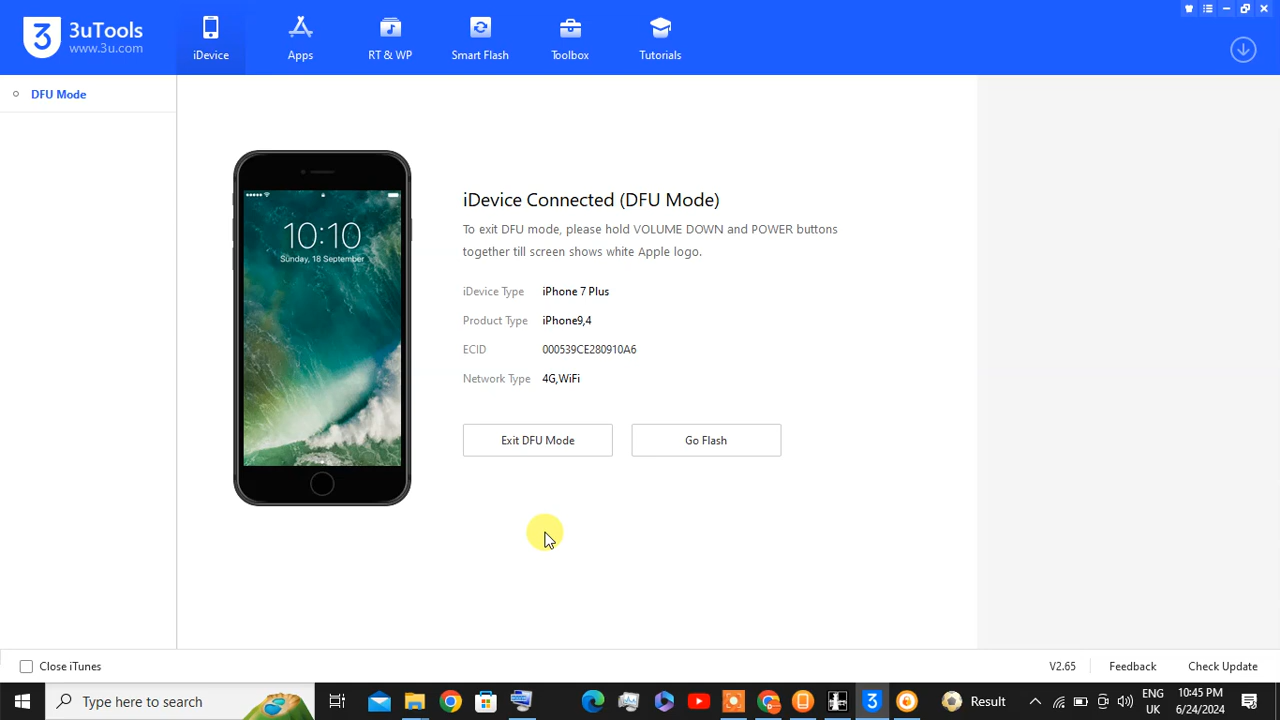 3
3uTools
www.3u.com
iDevice
Apps
RT & WP
Smart Flash
Toolbox
Tutorials
DFU Mode
10:10
Sunday, 18 September
iDevice Connected (DFU Mode)
To exit DFU mode, please hold VOLUME DOWN and POWER buttons
together till screen shows white Apple logo.
iDevice Type iPhone 7 Plus
Product Type iPhone9,4
ECID 000539CE280910A6
Network Type 4G,WiFi
Exit DFU Mode
Go Flash
Close iTunes
V2.65
Feedback
Check Update
Type here to search
3
Result
ENG
UK
10:45 PM
6/24/2024